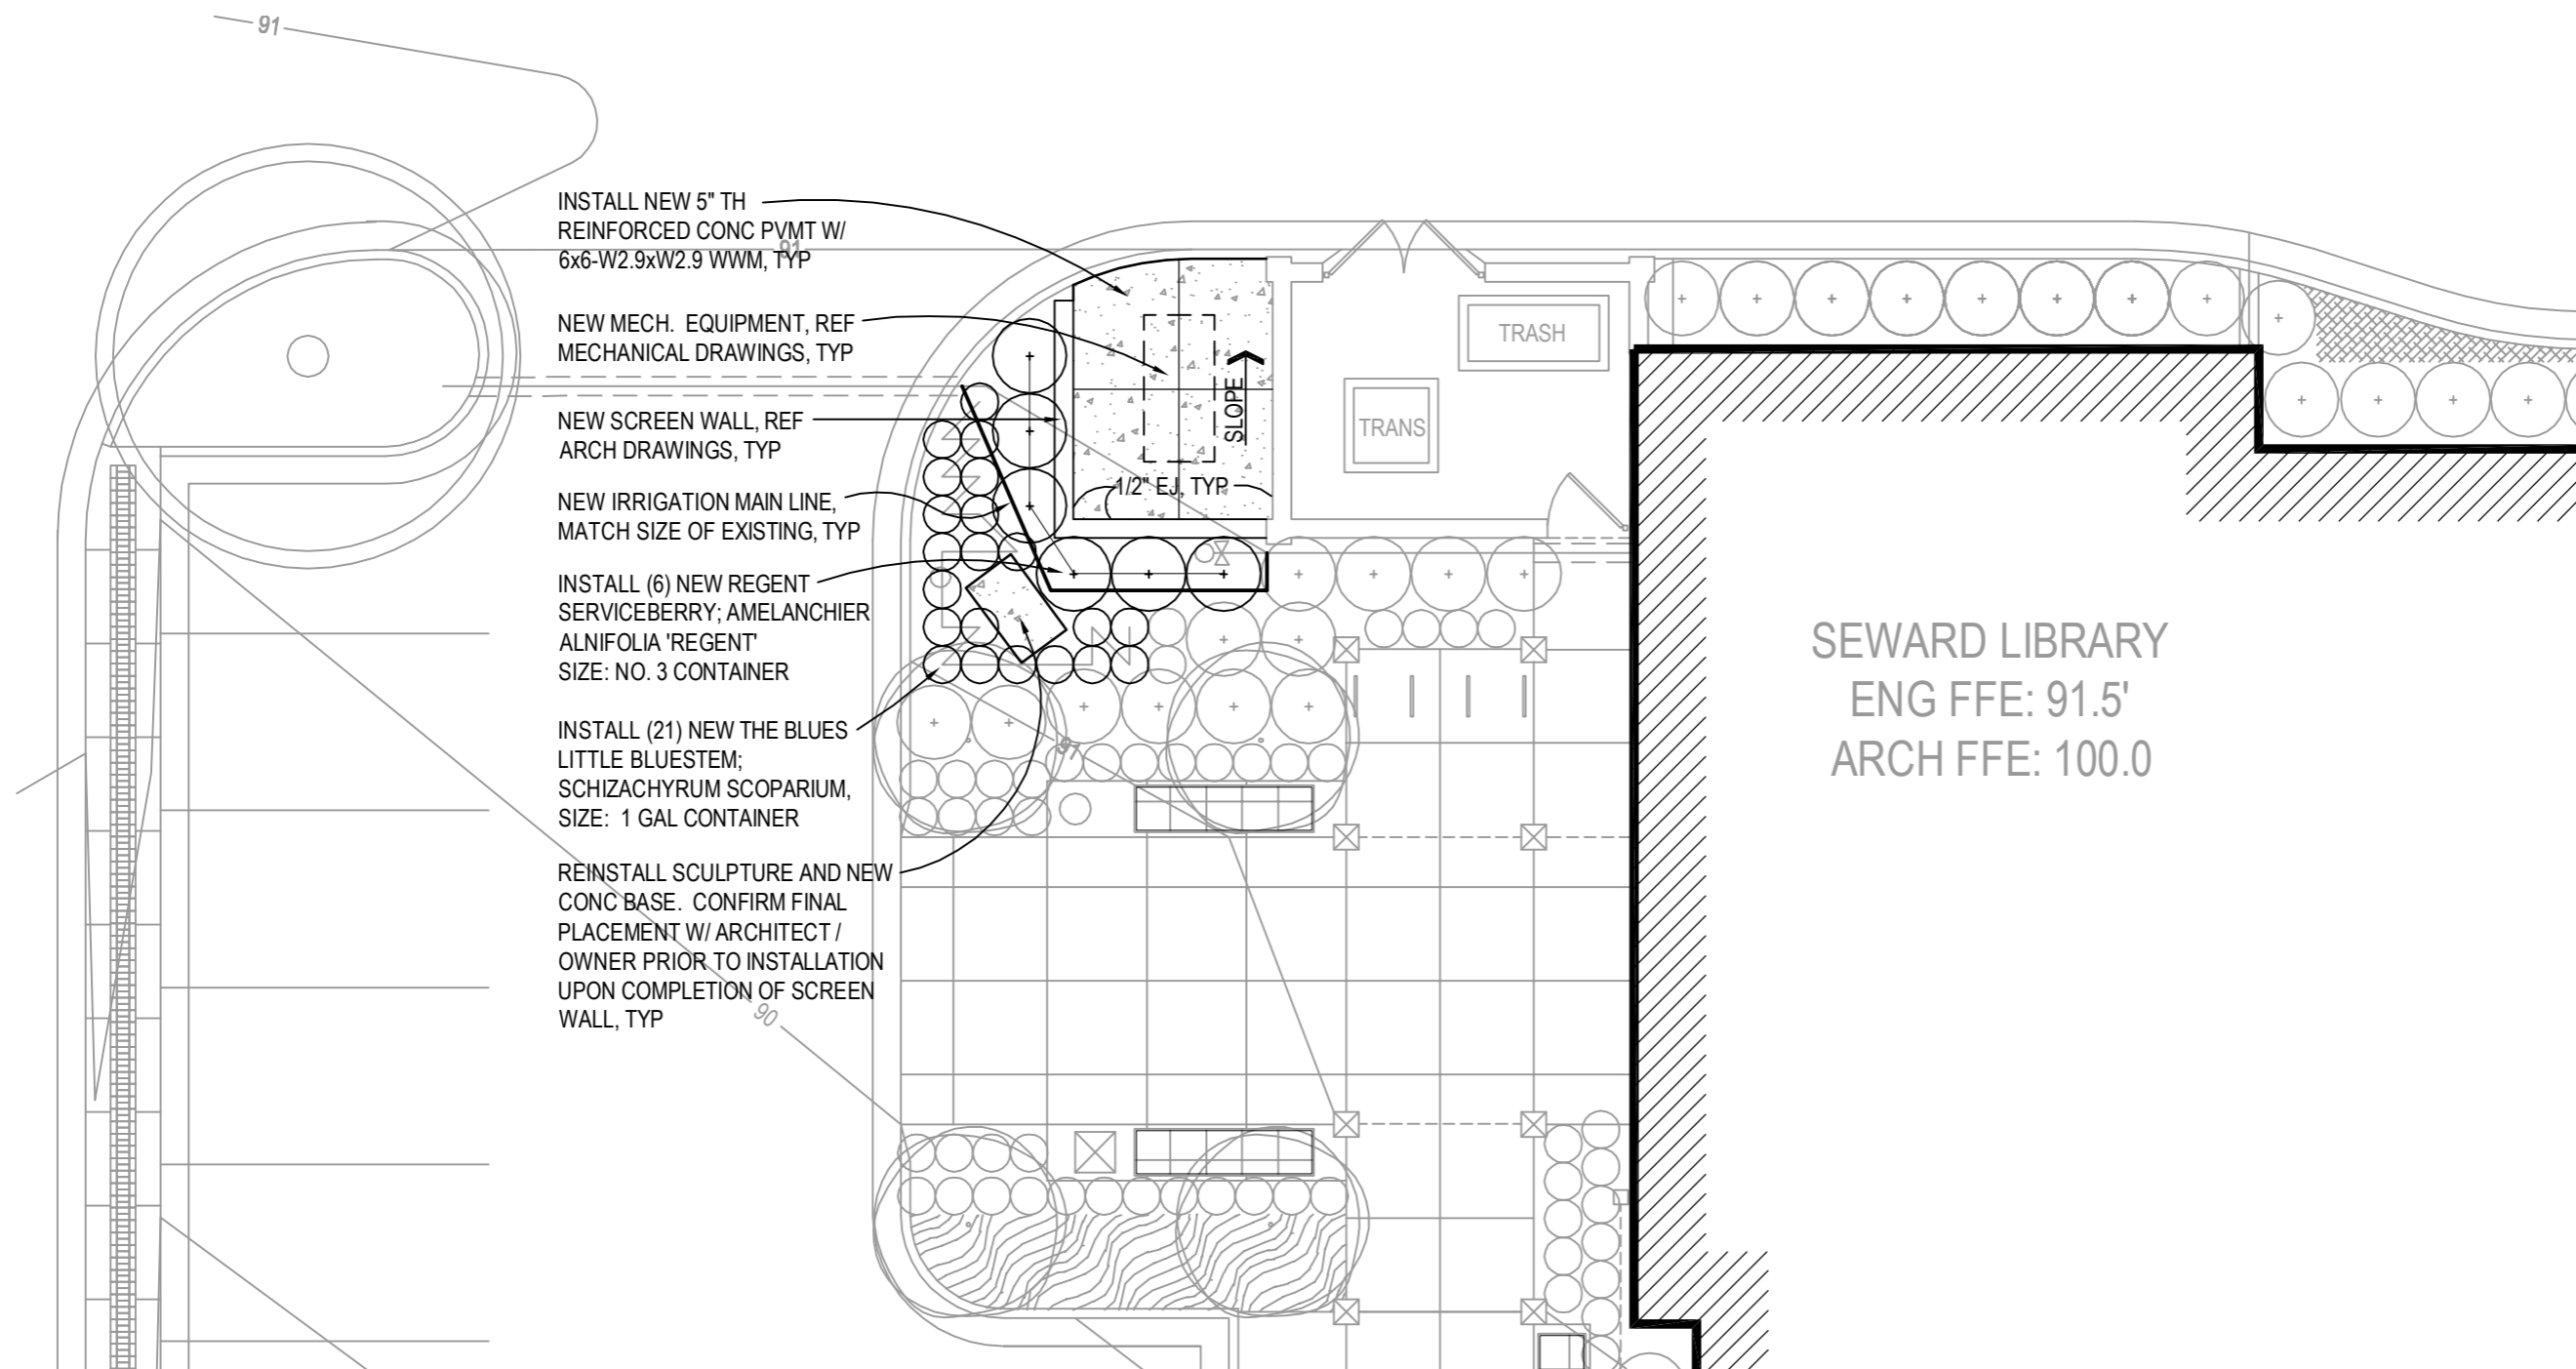 91
INSTALL NEW 5" TH
REINFORCED CONC PVMT W/
6x6-W2.9xW2.9 WWM, TYP
91
NEW MECH.  EQUIPMENT, REF
MECHANICAL DRAWINGS, TYP
NEW SCREEN WALL, REF
ARCH DRAWINGS, TYP
NEW IRRIGATION MAIN LINE,
MATCH SIZE OF EXISTING, TYP
INSTALL (6) NEW REGENT
SERVICEBERRY; AMELANCHIER
ALNIFOLIA 'REGENT'
SIZE: NO. 3 CONTAINER
INSTALL (21) NEW THE BLUES
LITTLE BLUESTEM;
SCHIZACHYRUM SCOPARIUM,
SIZE:  1 GAL CONTAINER
REINSTALL SCULPTURE AND NEW
CONC BASE.  CONFIRM FINAL
PLACEMENT W/ ARCHITECT /
OWNER PRIOR TO INSTALLATION
UPON COMPLETION OF SCREEN
WALL, TYP
90
SLOPE
1/2" EJ, TYP
TRASH
TRANS
SEWARD LIBRARY
ENG FFE: 91.5'
ARCH FFE: 100.0